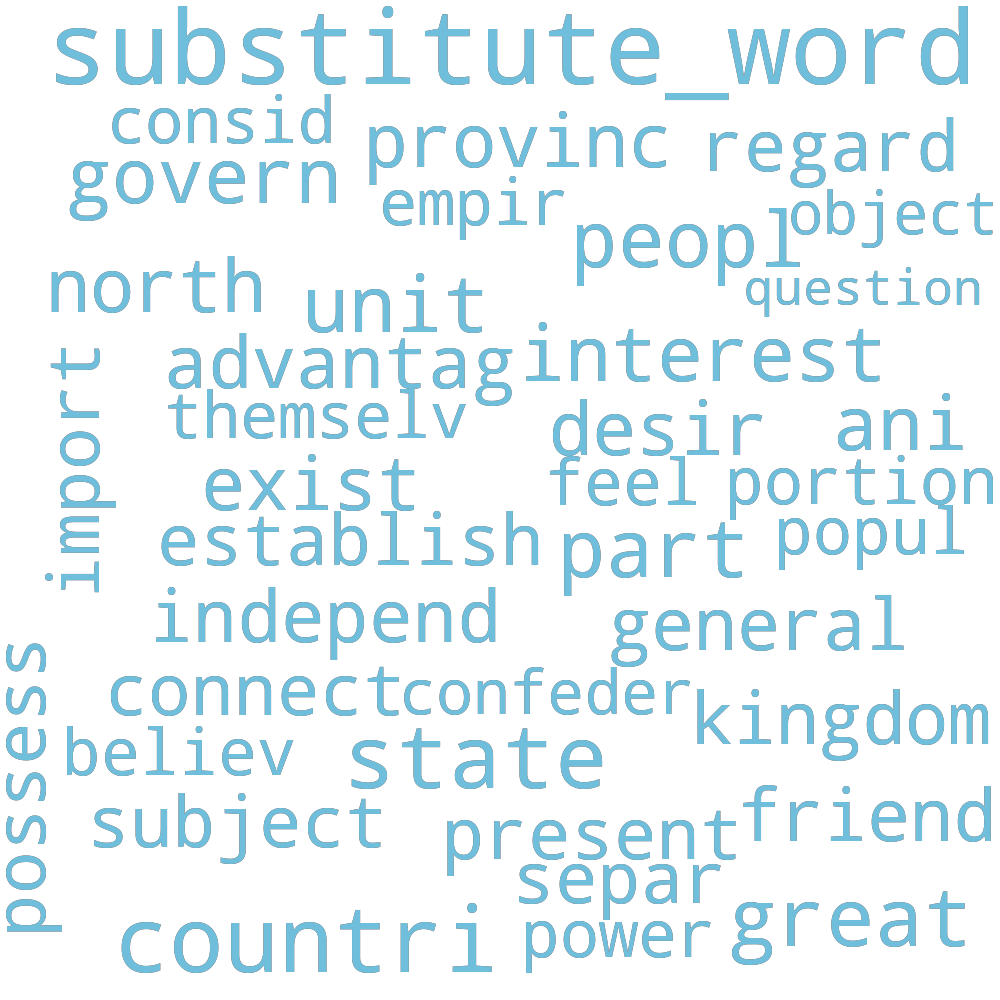 substitute_word
consid provinc regard
govern empir object
peopl
north unit question
advantag interest
import themselv desir ani
exist feel portion
establish part popul
independ general
connect confeder kingdom
possess believ state
subject present friend
separ
countri power great